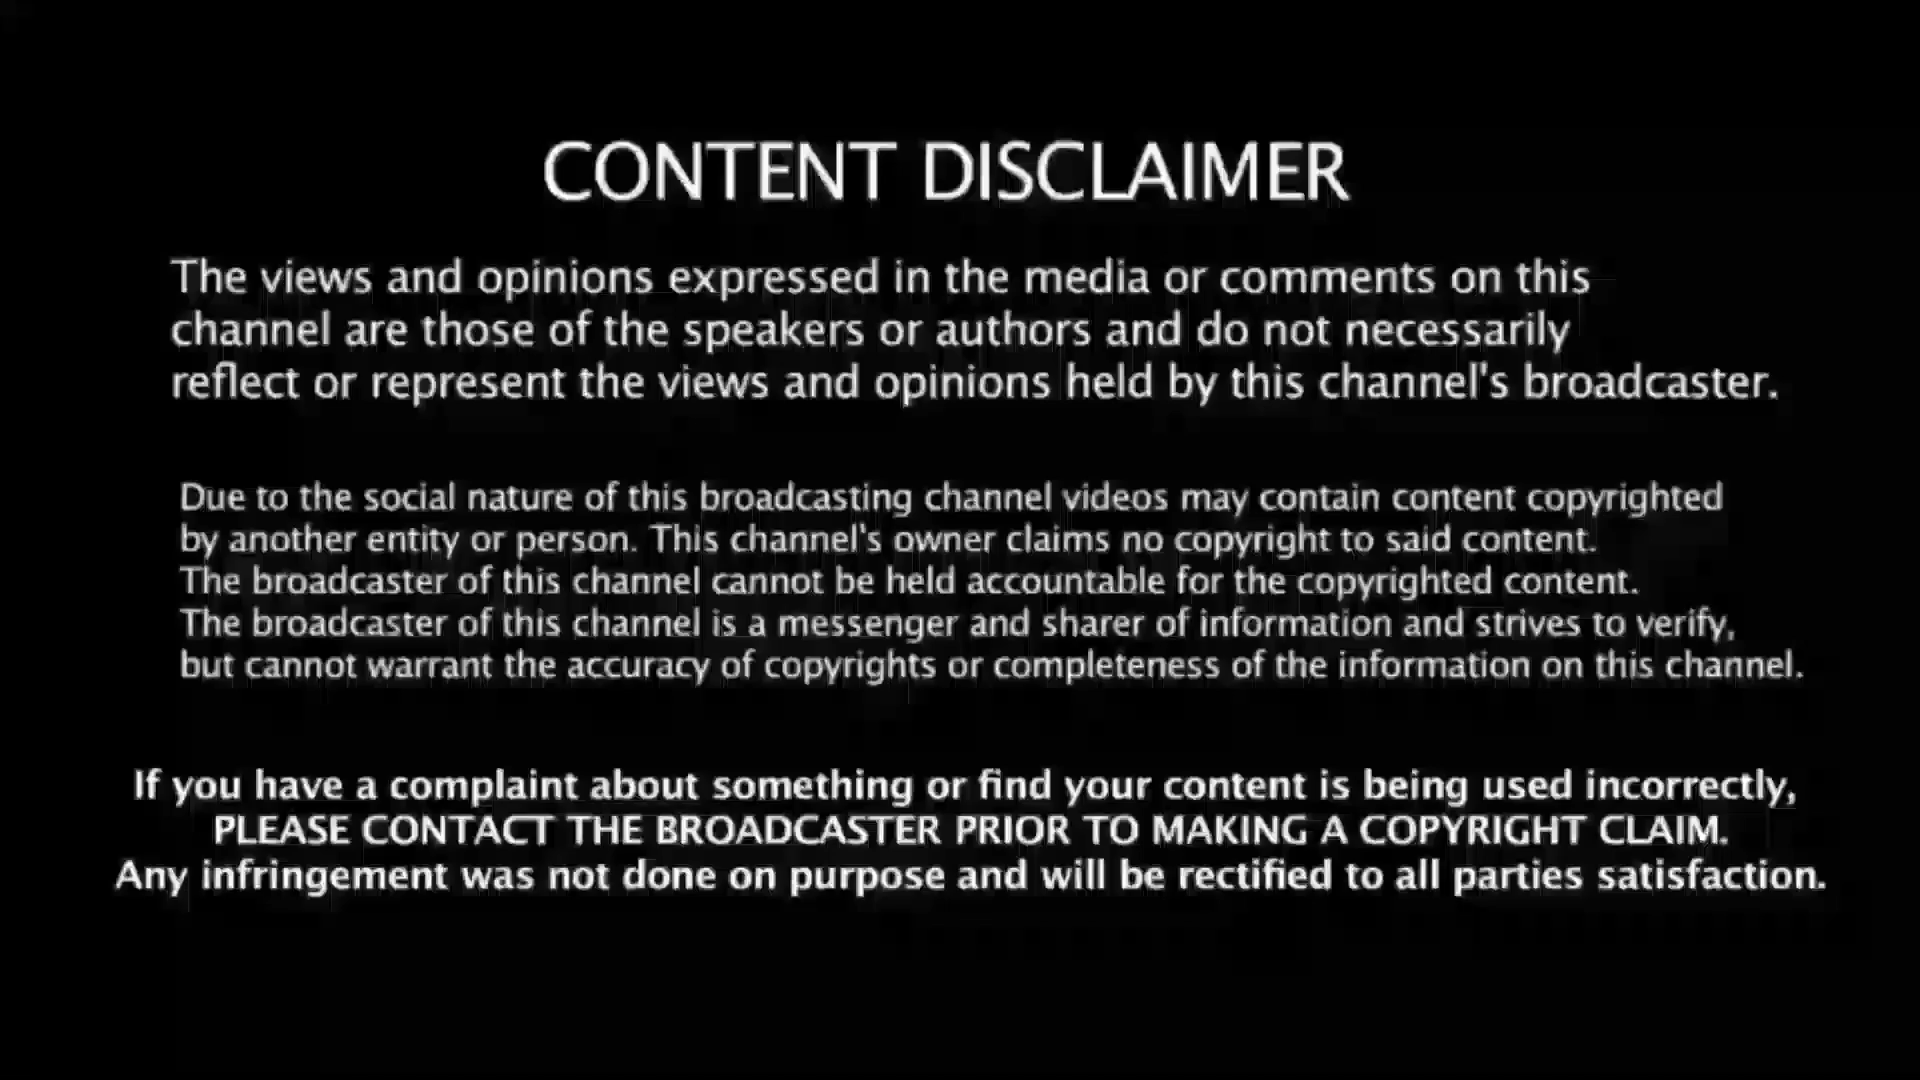 CONTENT DISCLAIMER
The views and opinions expressed in the media or comments on this
channel are those of the speakers or authors and do not necessarily
reflect or represent the views and opinions held by this channel's broadcaster.
Due to the social nature of this broadcasting channel videos may contain content copyrighted
by another entity or person. This channel's owner claims no copyright to said content.
The broadcaster of this channel cannot be held accountable for the copyrighted content.
The broadcaster of this channel is a messenger and sharer of information and strives to verify,
but cannot warrant the accuracy of copyrights or completeness of the information on this channel.
If you have a complaint about something or find your content is being used incorrectly,
PLEASE CONTACT THE BROADCASTER PRIOR TO MAKING A COPYRIGHT CLAIM.
Any infringement was not done on purpose and will be rectified to all parties satisfaction.